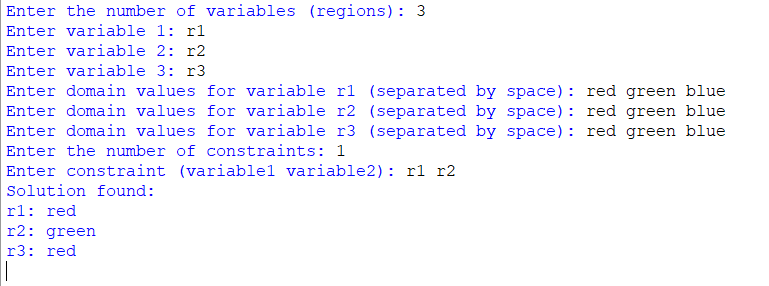 Enter the number of variables (regions): 3
Enter variable 1: r1
Enter variable 2: r2
Enter variable 3: r3
Enter domain values for variable r1 (separated by space): red green blue
Enter domain values for variable r2 (separated by space): red green blue
Enter domain values for variable r3 (separated by space): red green blue
Enter the number of constraints: 1
Enter constraint (variable1 variable2): r1 r2
Solution found:
r1: red
r2: green
r3: red